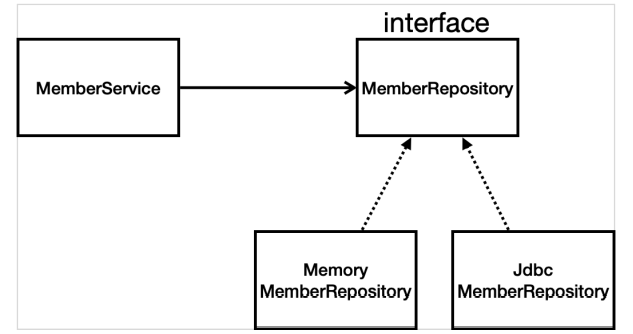 interface
MemberService
MemberRepository
Memory
MemberRepository
Jdbc
MemberRepository